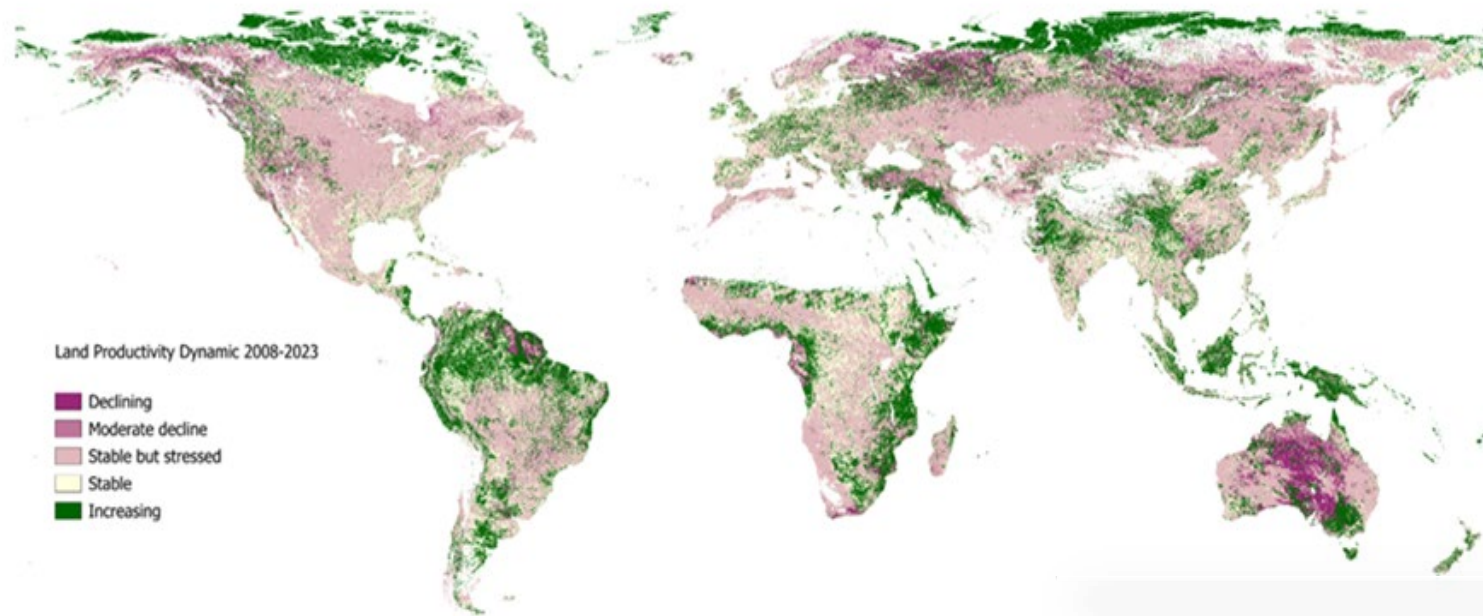 Land Productivity Dynamic 2008-2023
Declining
Moderate decline
Stable but stressed
Stable
Increasing